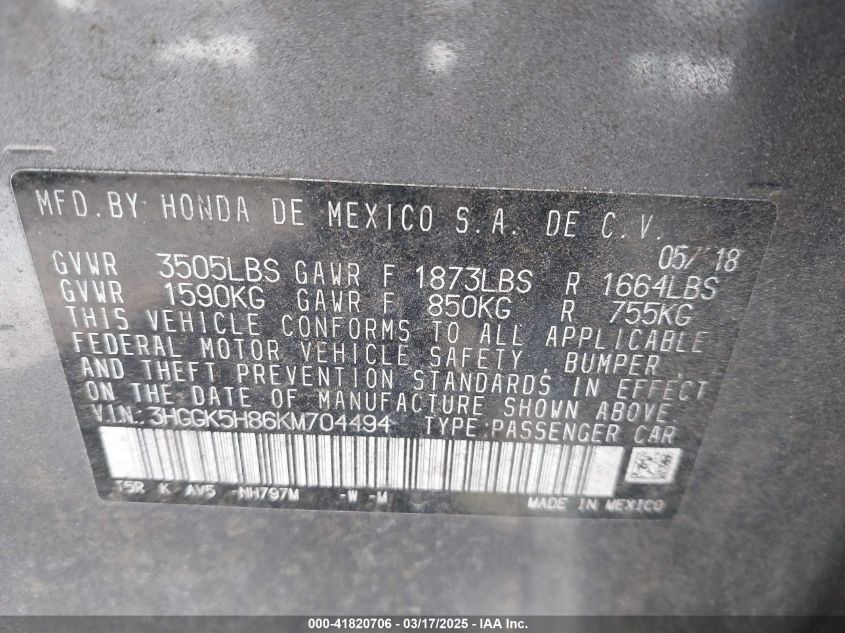 MFD. BY HONDA DE MEXICO S.A. DE C.V.
05/18
GVWR 3505LBS GAWR F 1873LBS R 1664LBS
GVWR 1590KG GAWR F 850KG R 755KG
THIS VEHICLE CONFORMS TO ALL APPLICABLE
FEDERAL MOTOR VEHICLE SAFETY, BUMPER,
AND THEFT PREVENTION STANDARDS IN EFFECT
ON THE DATE OF MANUFACTURE SHOWN ABOVE.
VIN: 3HGGK5H86KM704494 TYPE:PASSENGER CAR
T5R K AV5 -NH797M -W -M
MADE IN MEXICO
000-41820706 - 03/17/2025 - IAA Inc.